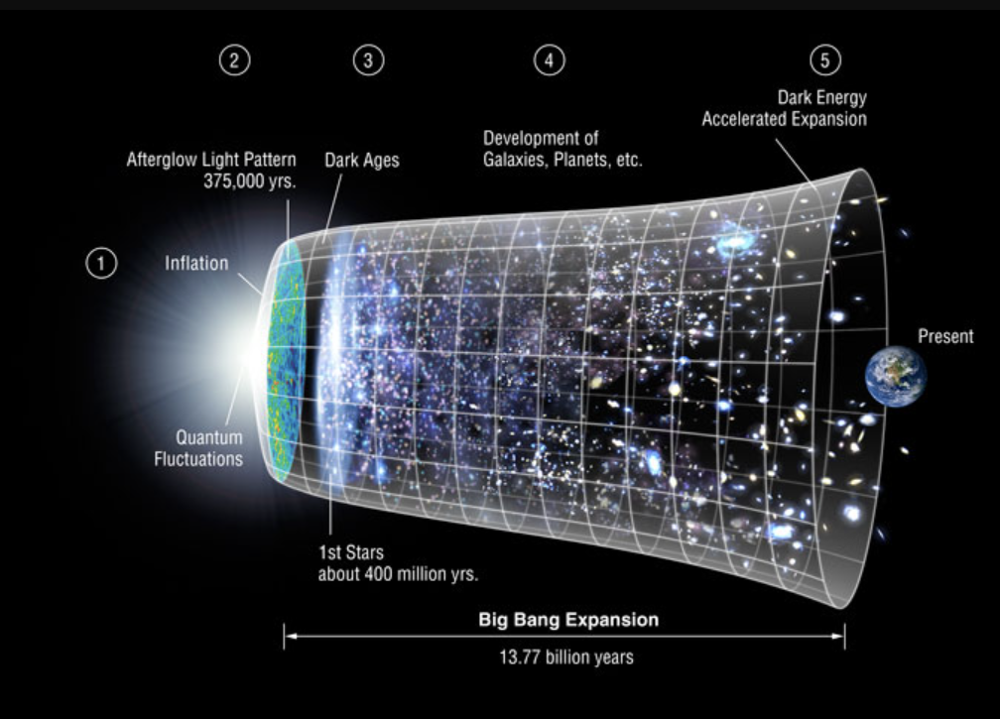 ②
③
④
⑤
Dark Energy
Accelerated Expansion
Development of
Galaxies, Planets, etc.
Afterglow Light Pattern
375,000 yrs.
Dark Ages
①
Inflation
Present
Quantum
Fluctuations
1st Stars
about 400 million yrs.
Big Bang Expansion
13.77 billion years